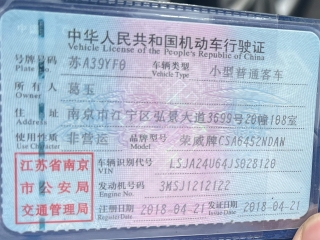 中华人民共和国机动车行驶证
Vehicle License of the People's Republic of China
号牌号码 苏A39YF0 车辆类型 小型普通客车
Plate No. Vehicle Type
所有人 葛玉
Owner
住址 南京市江宁区弘景大道3699号20幢108室
Address
使用性质 非营运 品牌型号 荣威牌CSA6452NDAN
Use Character Model
江苏省南京
市公安局
交通管理局
车辆识别代号 LSJA24U64JS028120
VIN
发动机号码 3MSJ1212122
Engine No.
注册日期 2018-04-21 发证日期 2018-04-21
Register Date Issue Date